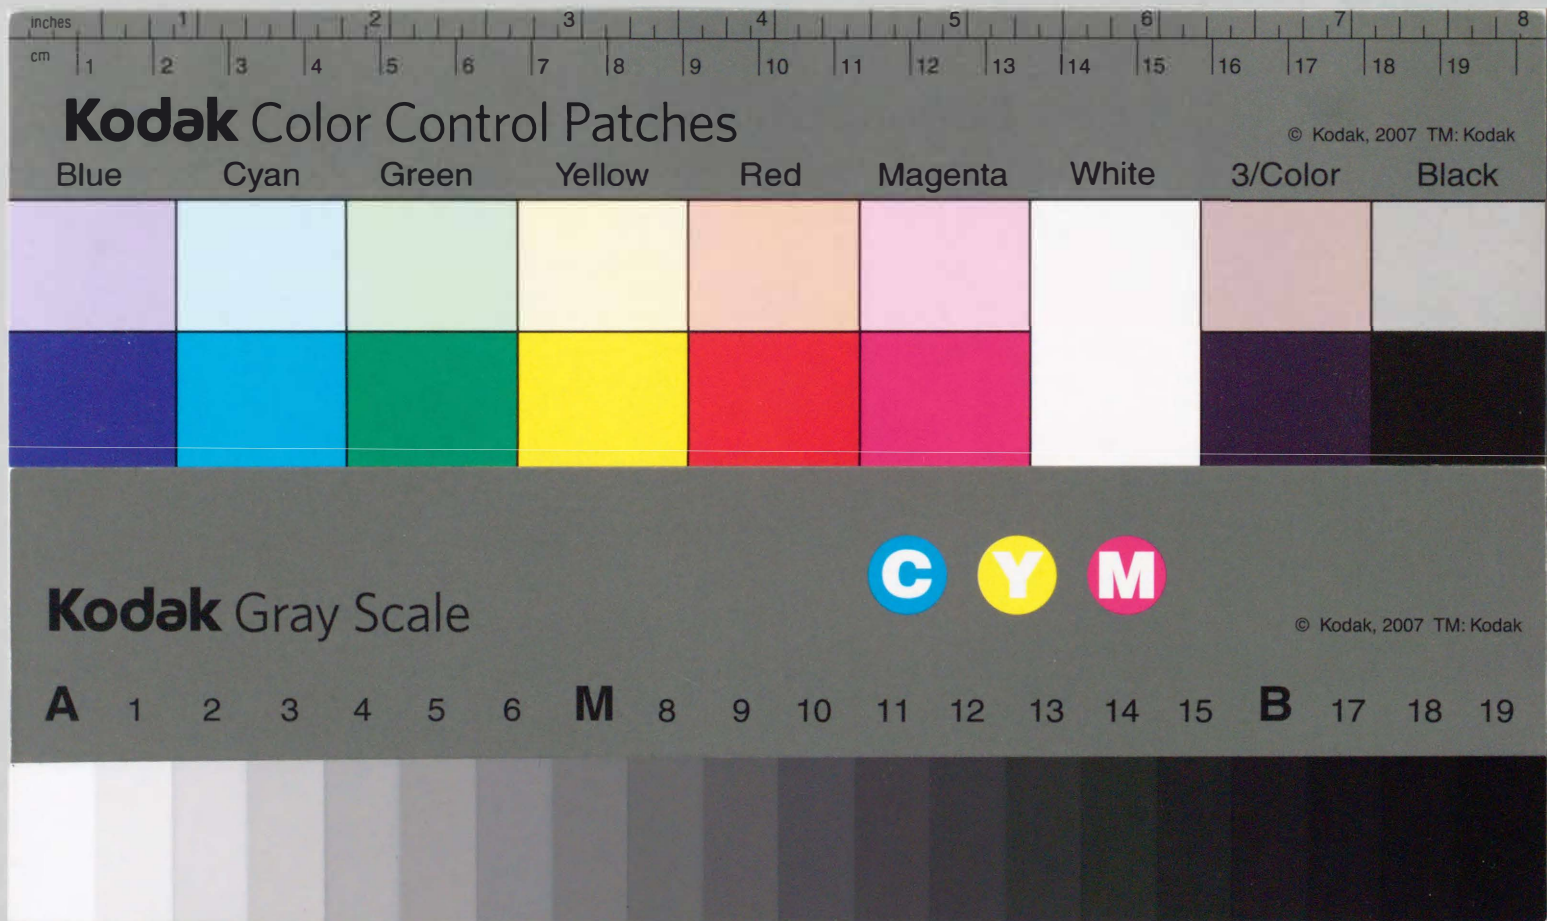 inches 1 2 3 4 5 6 7 8
cm 1 2 3 4 5 6 7 8 9 10 11 12 13 14 15 16 17 18 19
Kodak Color Control Patches
© Kodak, 2007 TM: Kodak
Blue Cyan Green Yellow Red Magenta White 3/Color Black
C Y M
Kodak Gray Scale
© Kodak, 2007 TM: Kodak
A 1 2 3 4 5 6 M 8 9 10 11 12 13 14 15 B 17 18 19